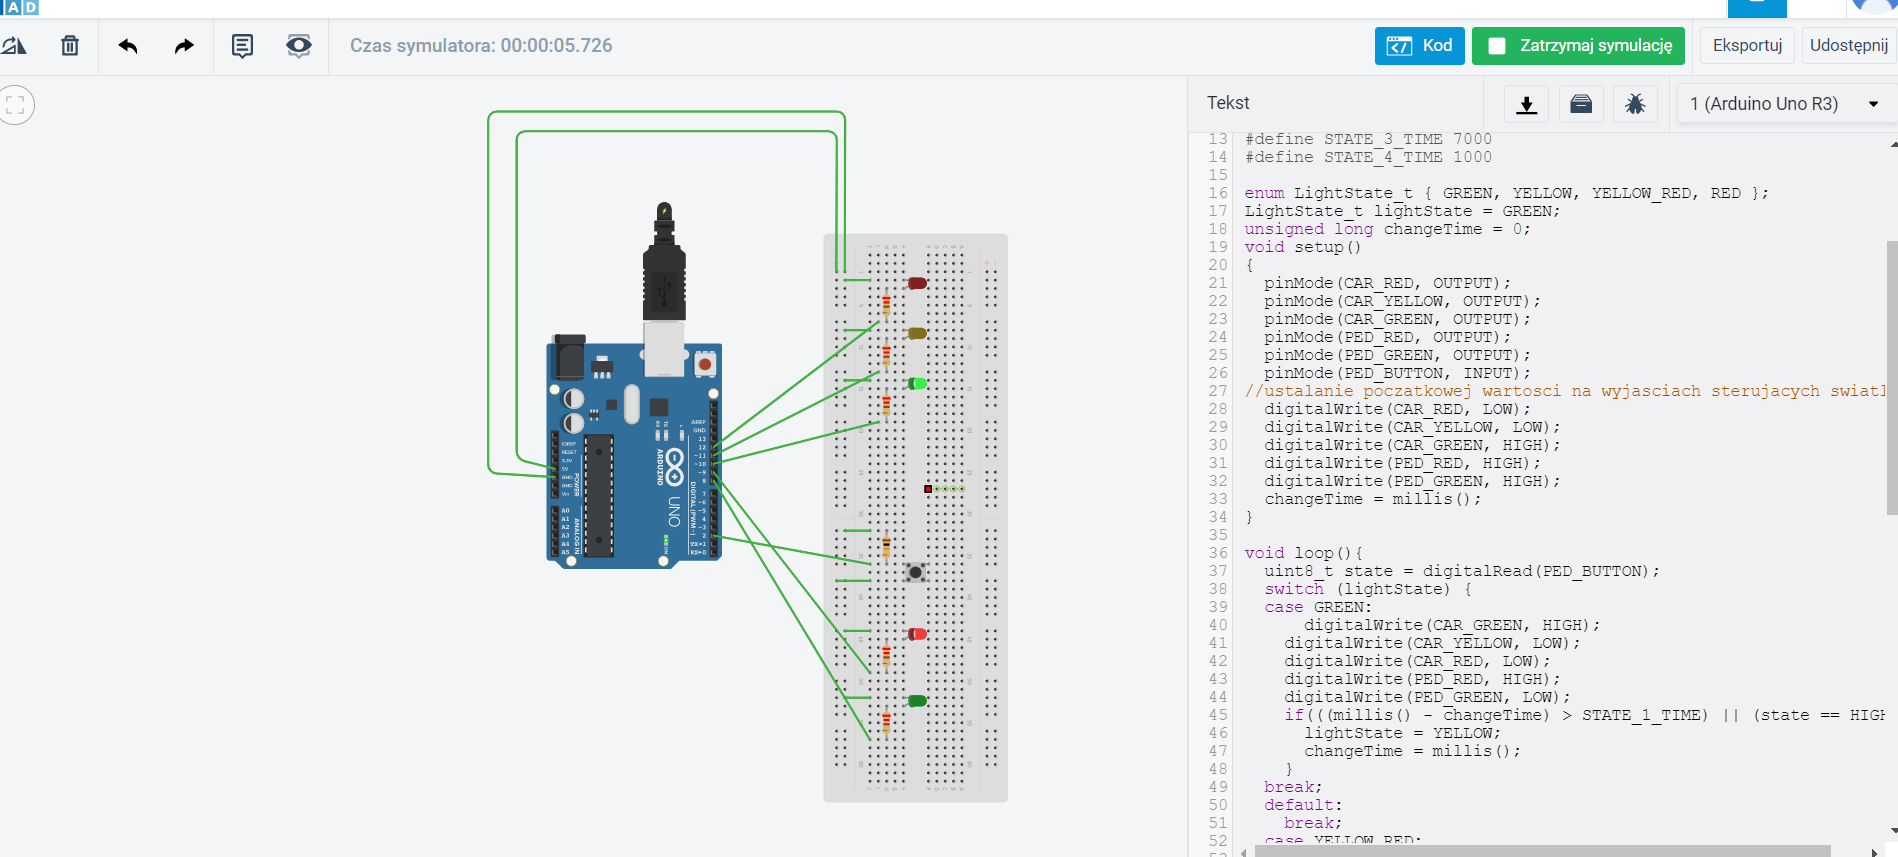 AD
Czas symulatora: 00:00:05.726
Kod
Zatrzymaj symulację
Eksportuj
Udostępnij
Tekst
1 (Arduino Uno R3)
13 #define STATE_3_TIME 7000
14 #define STATE_4_TIME 1000
15
16 enum LightState_t { GREEN, YELLOW, YELLOW_RED, RED };
17 LightState_t lightState = GREEN;
18 unsigned long changeTime = 0;
19 void setup()
20 {
21 pinMode(CAR_RED, OUTPUT);
22 pinMode(CAR_YELLOW, OUTPUT);
23 pinMode(CAR_GREEN, OUTPUT);
24 pinMode(PED_RED, OUTPUT);
25 pinMode(PED_GREEN, OUTPUT);
26 pinMode(PED_BUTTON, INPUT);
27 //ustalanie poczatkowej wartosci na wyjasciach sterujacych swiatl
28 digitalWrite(CAR_RED, LOW);
29 digitalWrite(CAR_YELLOW, LOW);
30 digitalWrite(CAR_GREEN, HIGH);
31 digitalWrite(PED_RED, HIGH);
32 digitalWrite(PED_GREEN, HIGH);
33 changeTime = millis();
34 }
35
36 void loop(){
37 uint8_t state = digitalRead(PED_BUTTON);
38 switch (lightState) {
39 case GREEN:
40 digitalWrite(CAR_GREEN, HIGH);
41 digitalWrite(CAR_YELLOW, LOW);
42 digitalWrite(CAR_RED, LOW);
43 digitalWrite(PED_RED, HIGH);
44 digitalWrite(PED_GREEN, LOW);
45 if(((millis() - changeTime) > STATE_1_TIME) || (state == HIGH
46 lightState = YELLOW;
47 changeTime = millis();
48 }
49 break;
50 default:
51 break;
52 case YELLOW_RED:
IOREF
RESET
3.3V
5V
GND
GND
Vin
POWER
A0
A1
A2
A3
A4
A5
ANALOG IN
AREF
GND
13
12
~11
~10
~9
8
7
~6
~5
4
~3
2
TX→1
RX←0
DIGITAL (PWM~)
ARDUINO
UNO
TX
RX
L
ON